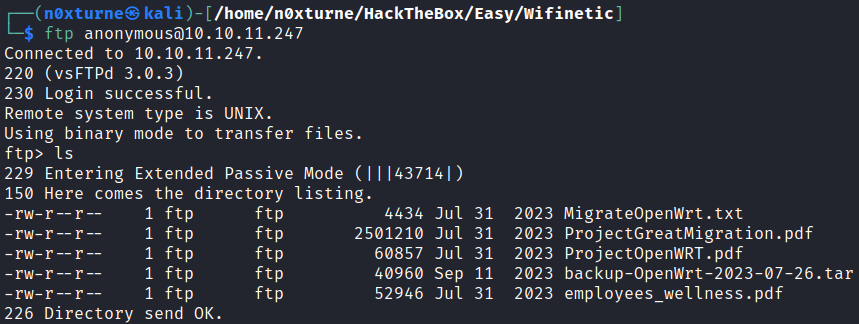 ┌──(n0xturne㉿kali)-[/home/n0xturne/HackTheBox/Easy/Wifinetic]
└─$ ftp anonymous@10.10.11.247
Connected to 10.10.11.247.
220 (vsFTPd 3.0.3)
230 Login successful.
Remote system type is UNIX.
Using binary mode to transfer files.
ftp> ls
229 Entering Extended Passive Mode (|||43714|)
150 Here comes the directory listing.
-rw-r--r--    1 ftp      ftp          4434 Jul 31  2023 MigrateOpenWrt.txt
-rw-r--r--    1 ftp      ftp       2501210 Jul 31  2023 ProjectGreatMigration.pdf
-rw-r--r--    1 ftp      ftp         60857 Jul 31  2023 ProjectOpenWRT.pdf
-rw-r--r--    1 ftp      ftp         40960 Sep 11  2023 backup-OpenWrt-2023-07-26.tar
-rw-r--r--    1 ftp      ftp         52946 Jul 31  2023 employees_wellness.pdf
226 Directory send OK.